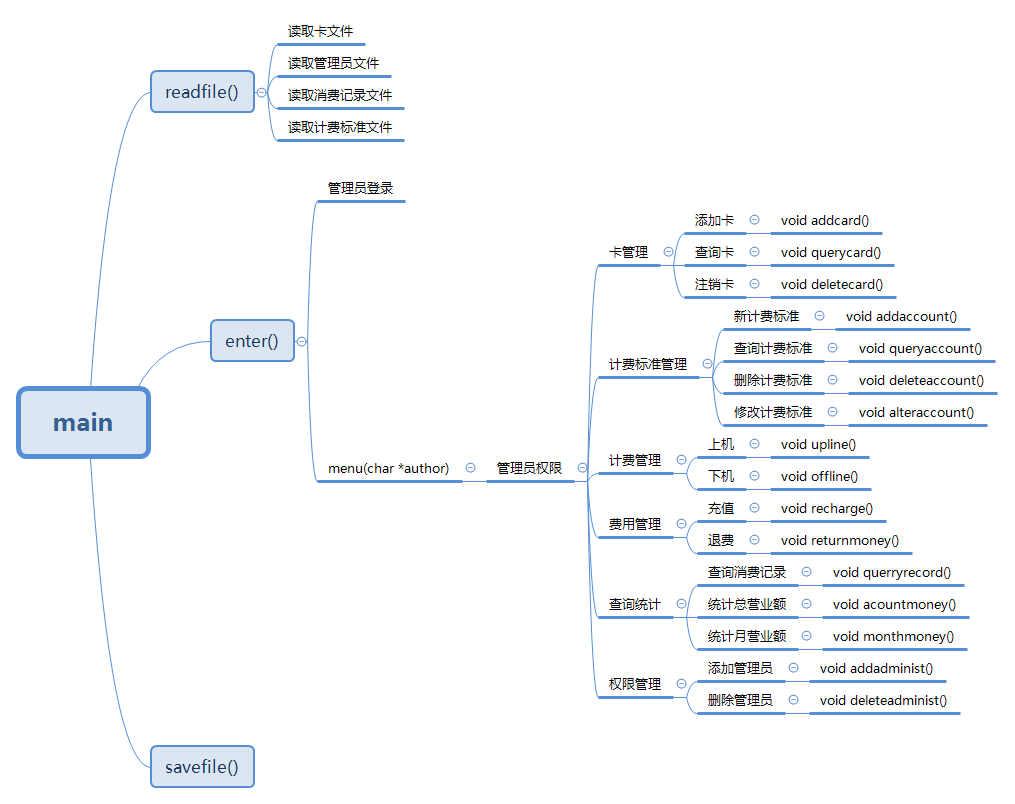 main
readfile()
读取卡文件
读取管理员文件
读取消费记录文件
读取计费标准文件
enter()
管理员登录
menu(char *author)
管理员权限
卡管理
添加卡
void addcard()
查询卡
void querycard()
注销卡
void deletecard()
计费标准管理
新计费标准
void addaccount()
查询计费标准
void queryaccount()
删除计费标准
void deleteaccount()
修改计费标准
void alteraccount()
计费管理
上机
void upline()
下机
void offline()
费用管理
充值
void recharge()
退费
void returnmoney()
查询统计
查询消费记录
void querryrecord()
统计总营业额
void acountmoney()
统计月营业额
void monthmoney()
权限管理
添加管理员
void addadminist()
删除管理员
void deleteadminist()
savefile()